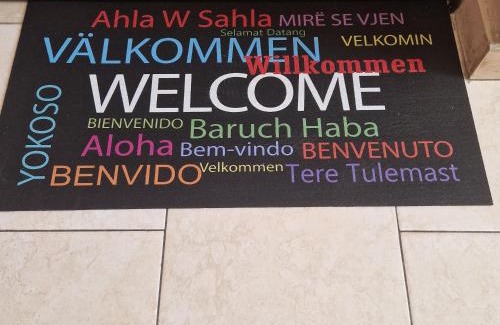 Ahla W Sahla
MIRË SE VJEN
Selamat Datang
VÄLKOMMEN
VELKOMIN
Willkommen
WELCOME
YOKOSO
BIENVENIDO
Baruch Haba
Aloha
Bem-vindo
BENVENUTO
BENVIDO
Velkommen
Tere Tulemast